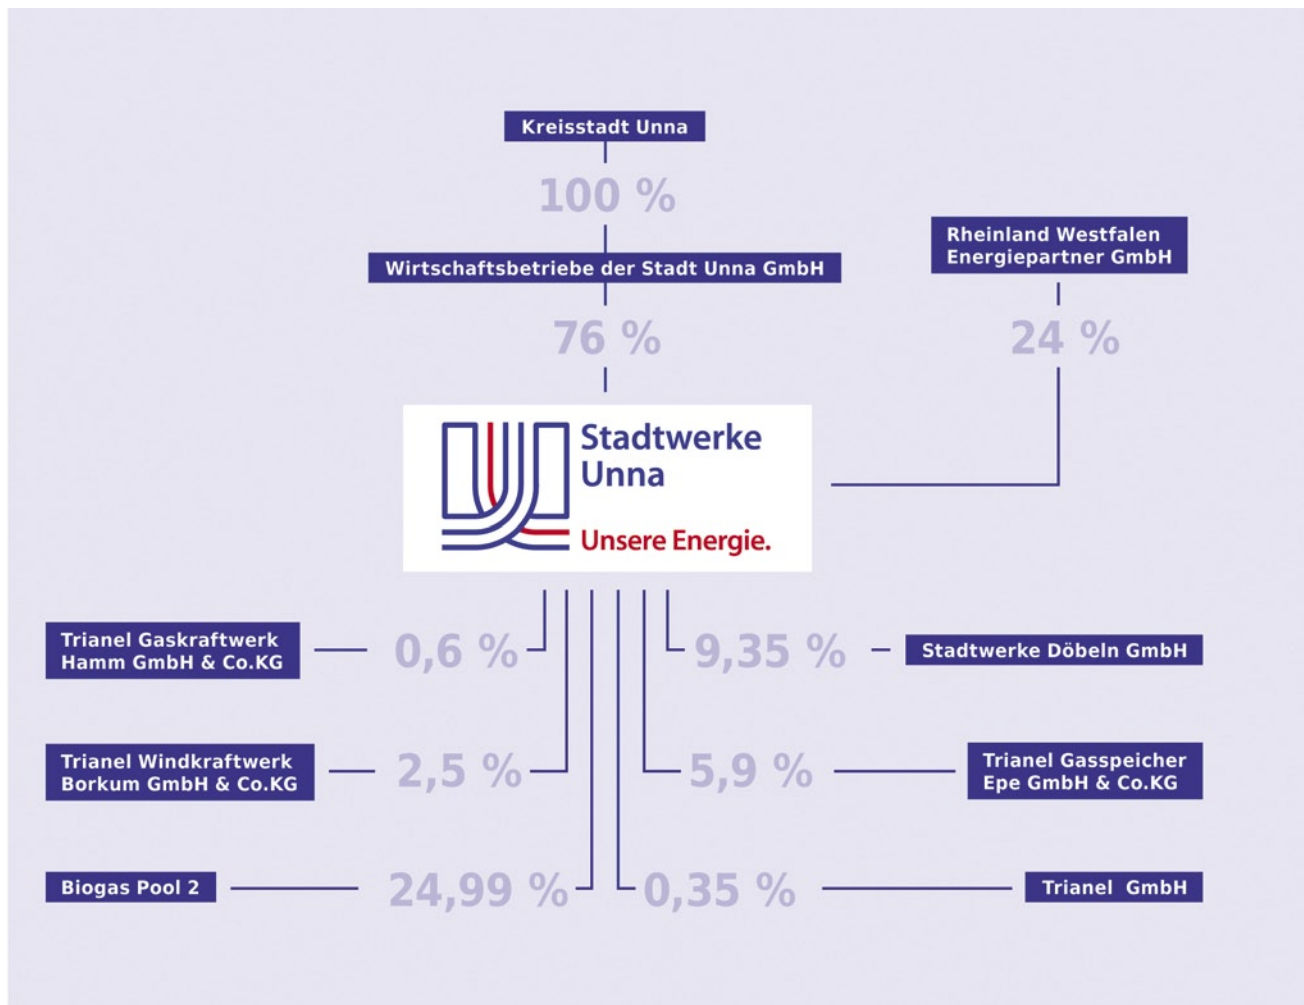 Kreisstadt Unna
100 %
Wirtschaftsbetriebe der Stadt Unna GmbH
76 %
Rheinland Westfalen
Energiepartner GmbH
24 %
Stadtwerke
Unna
Unsere Energie.
Trianel Gaskraftwerk
Hamm GmbH & Co.KG
0,6 %
9,35 %
Stadtwerke Döbeln GmbH
Trianel Windkraftwerk
Borkum GmbH & Co.KG
2,5 %
5,9 %
Trianel Gasspeicher
Epe GmbH & Co.KG
Biogas Pool 2
24,99 %
0,35 %
Trianel GmbH